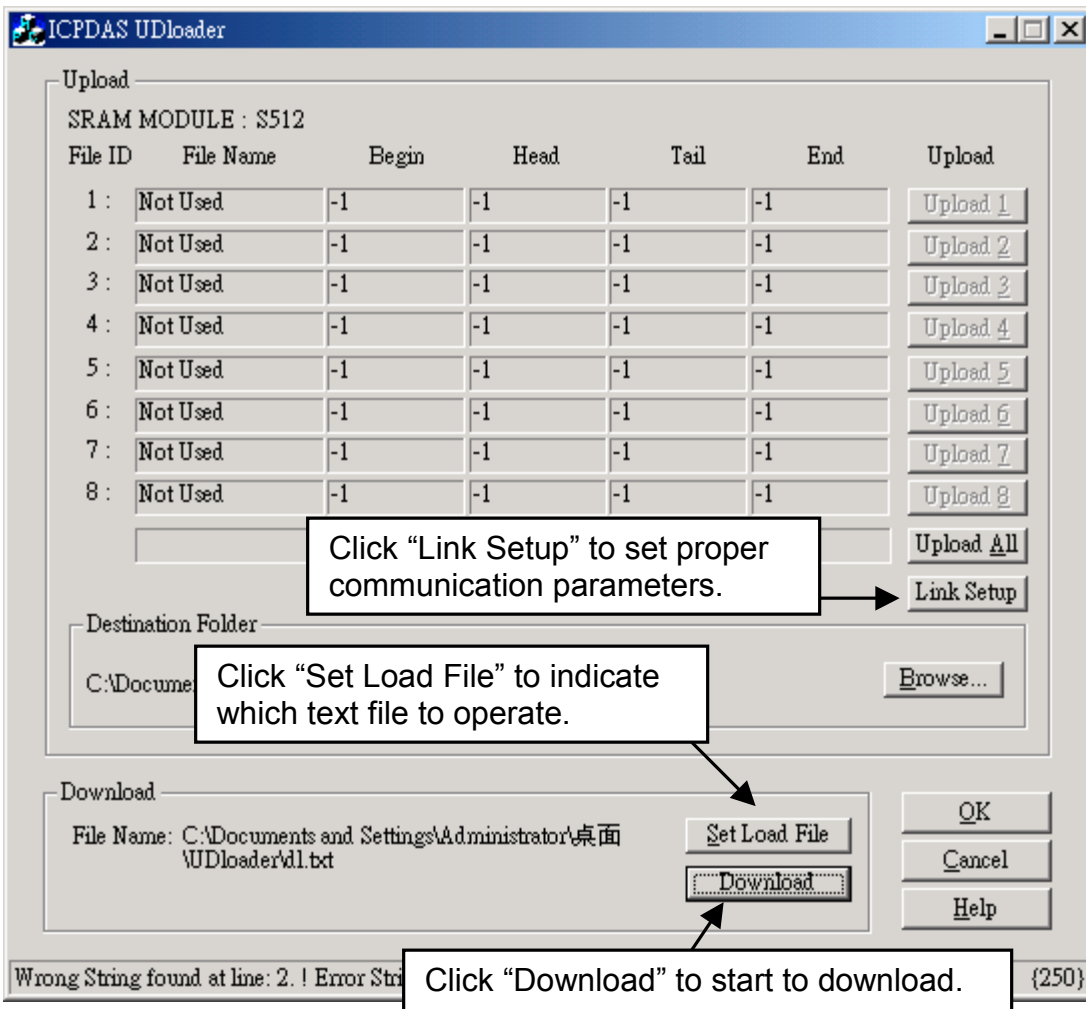 ICPDAS UDloader
Upload
SRAM MODULE : S512
File ID File Name Begin Head Tail End Upload
1 : Not Used -1 -1 -1 -1 Upload 1
2 : Not Used -1 -1 -1 -1 Upload 2
3 : Not Used -1 -1 -1 -1 Upload 3
4 : Not Used -1 -1 -1 -1 Upload 4
5 : Not Used -1 -1 -1 -1 Upload 5
6 : Not Used -1 -1 -1 -1 Upload 6
7 : Not Used -1 -1 -1 -1 Upload 7
8 : Not Used -1 -1 -1 -1 Upload 8
Upload All
Click “Link Setup” to set proper
communication parameters.
Link Setup
Destination Folder
C:\Docume
Click “Set Load File” to indicate
which text file to operate.
Browse...
Download
File Name: C:\Documents and Settings\Administrator\桌面
\UDloader\dl.txt
Set Load File
Download
OK
Cancel
Help
Wrong String found at line: 2. ! Error Stri
Click “Download” to start to download.
{250}